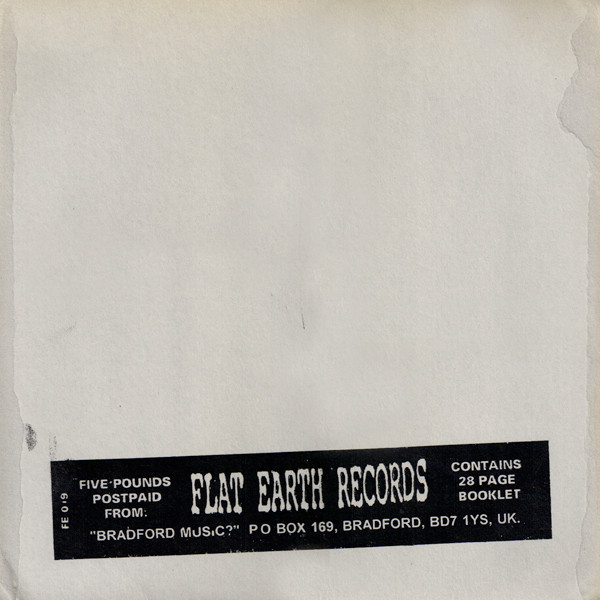 FE 019
FIVE POUNDS
POSTPAID
FROM:
FLAT EARTH RECORDS
CONTAINS
28 PAGE
BOOKLET
"BRADFORD MUSIC?" P O BOX 169, BRADFORD, BD7 1YS, UK.